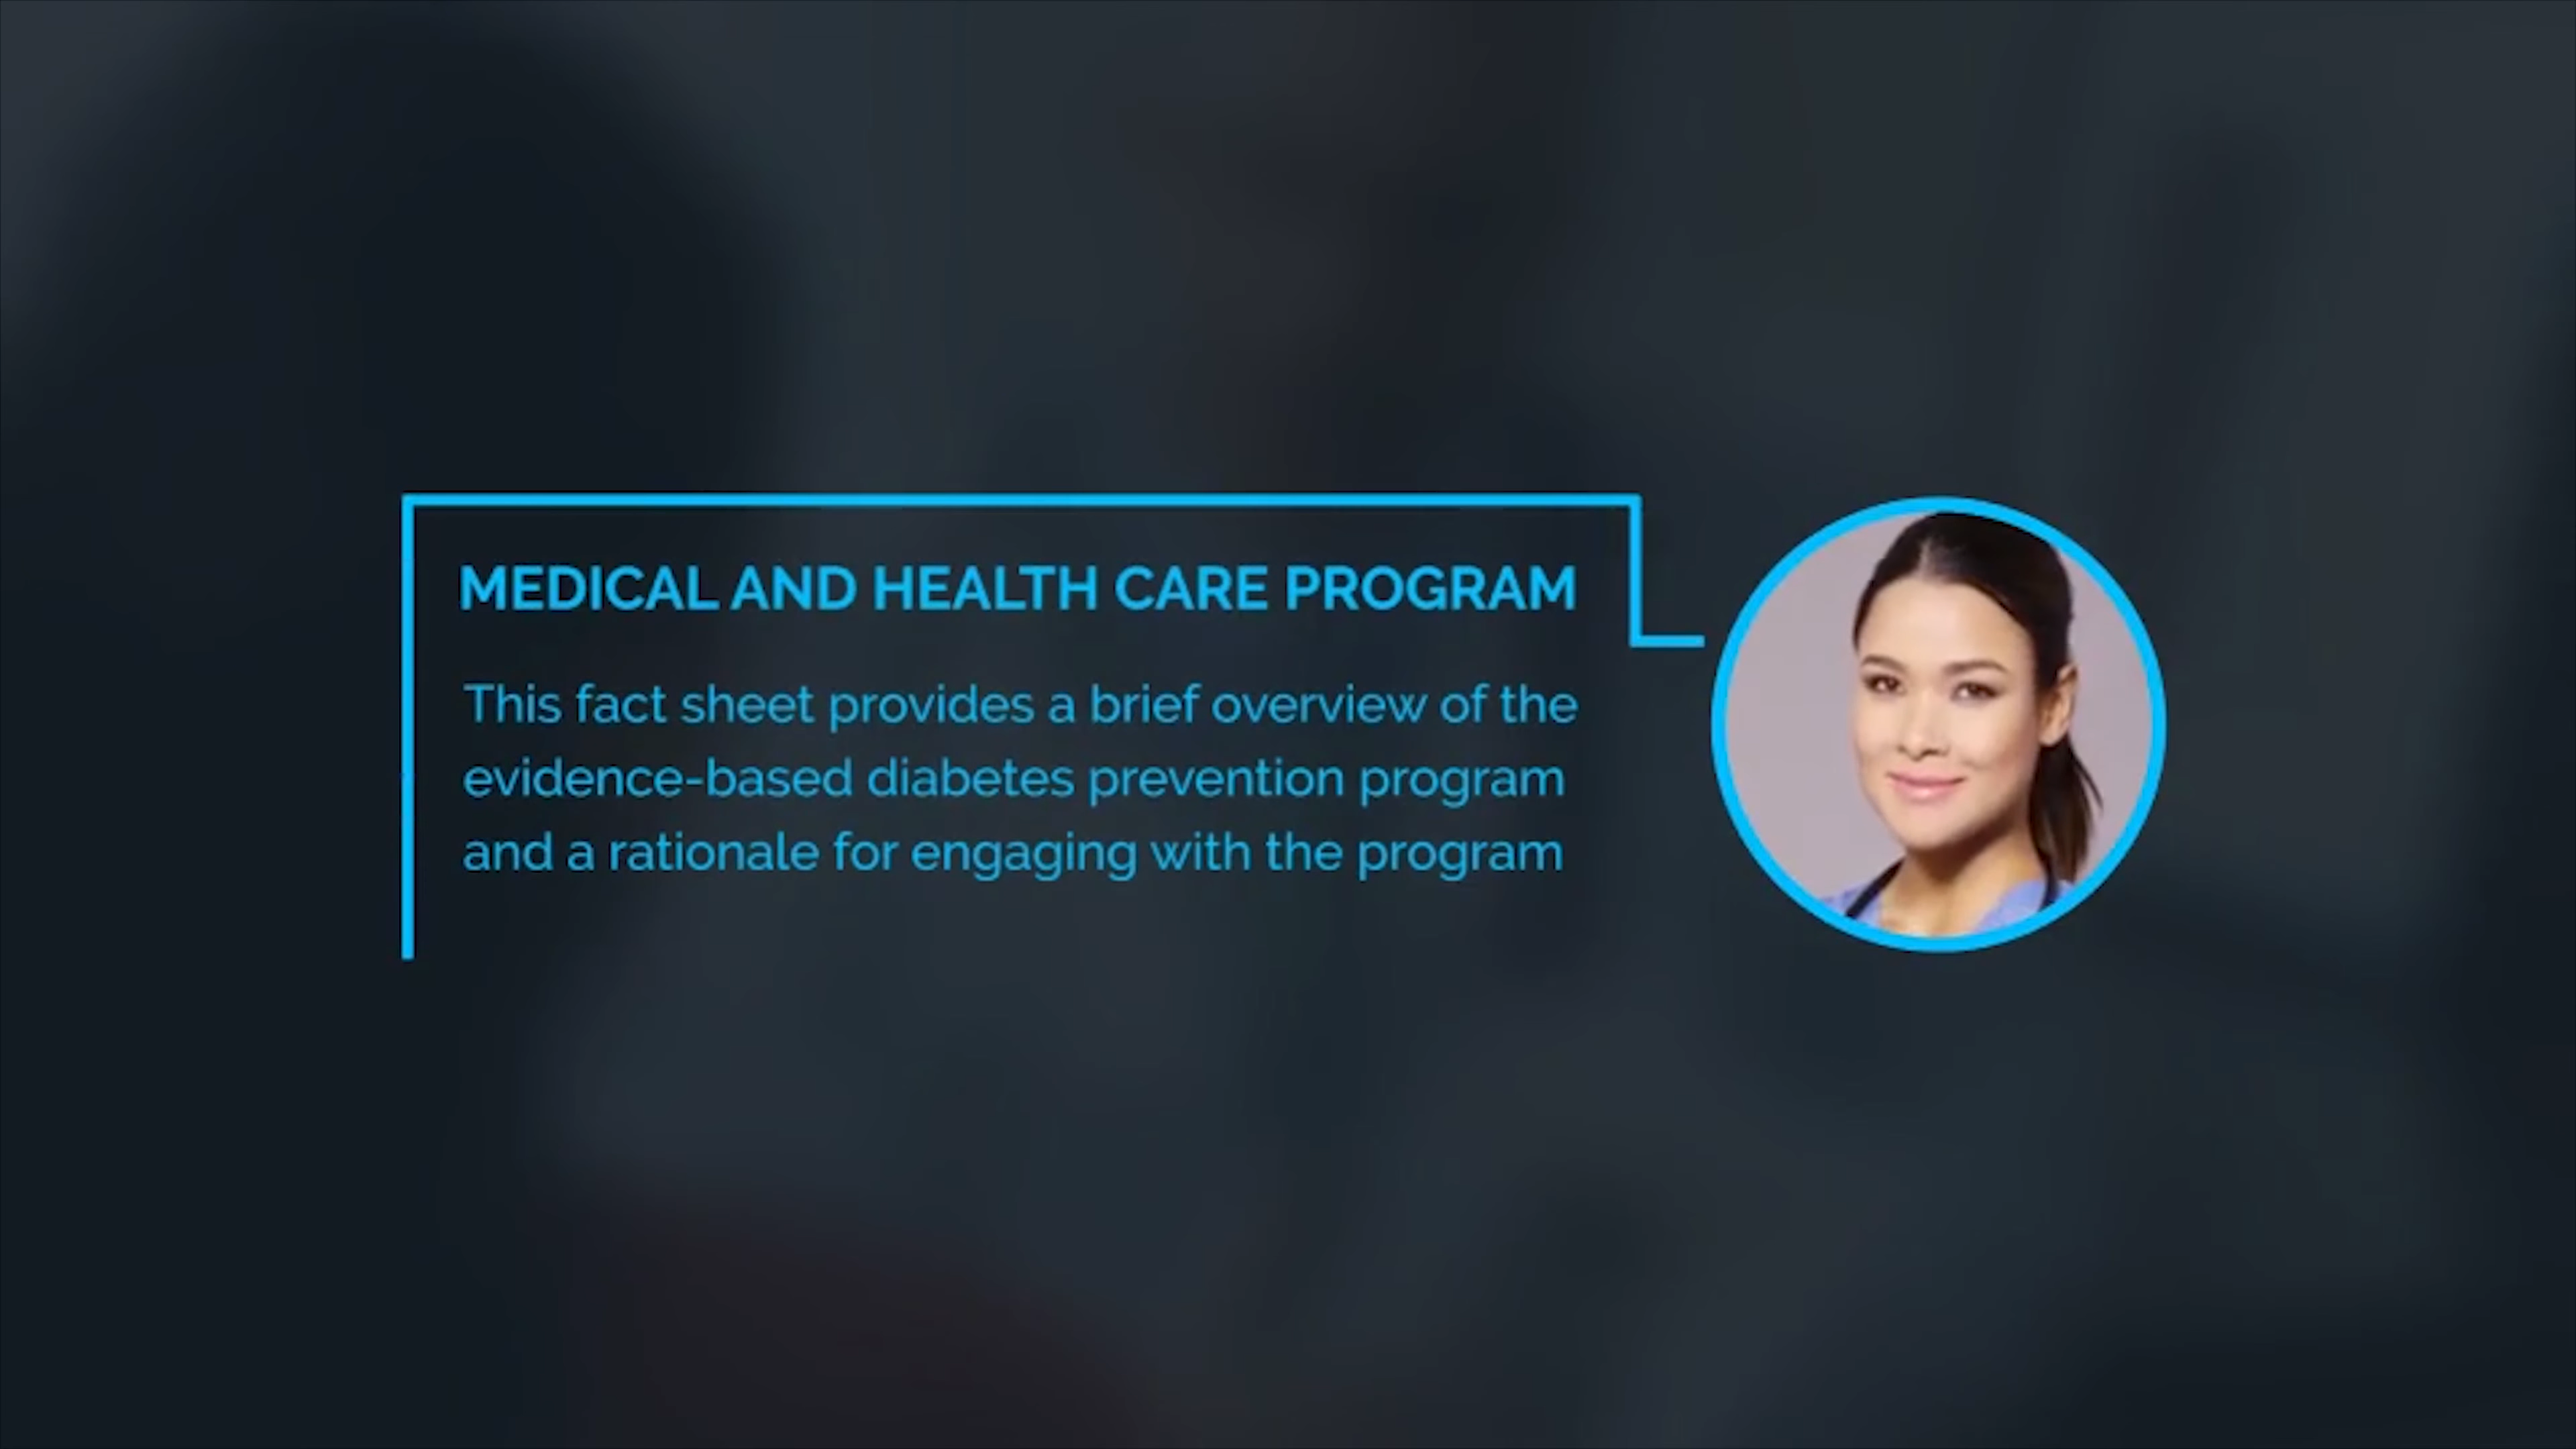 MEDICAL AND HEALTH CARE PROGRAM
This fact sheet provides a brief overview of the
evidence-based diabetes prevention program
and a rationale for engaging with the program